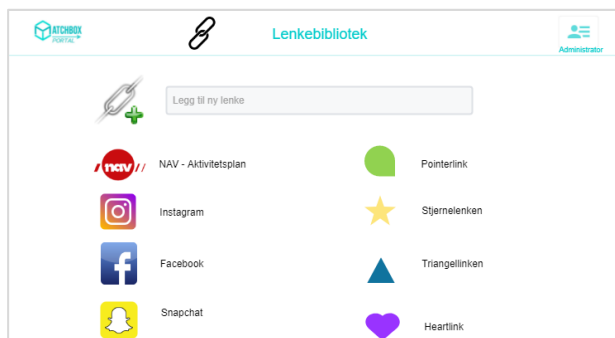 ATCHBOX
PORTAL
Lenkebibliotek
Administrator
Legg til ny lenke
nav
NAV - Aktivitetsplan
Pointerlink
Instagram
Stjernelenken
Facebook
Triangellinken
Snapchat
Heartlink